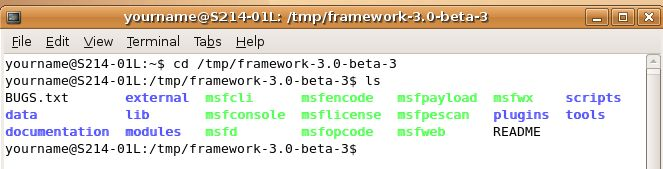 yourname@S214-01L: /tmp/framework-3.0-beta-3
File Edit View Terminal Tabs Help
yourname@S214-01L:~$ cd /tmp/framework-3.0-beta-3
yourname@S214-01L:/tmp/framework-3.0-beta-3$ ls
BUGS.txt external msfcli msfencode msfpayload msfwx scripts
data lib msfconsole msflicense msfpescan plugins tools
documentation modules msfd msfopcode msfweb README
yourname@S214-01L:/tmp/framework-3.0-beta-3$